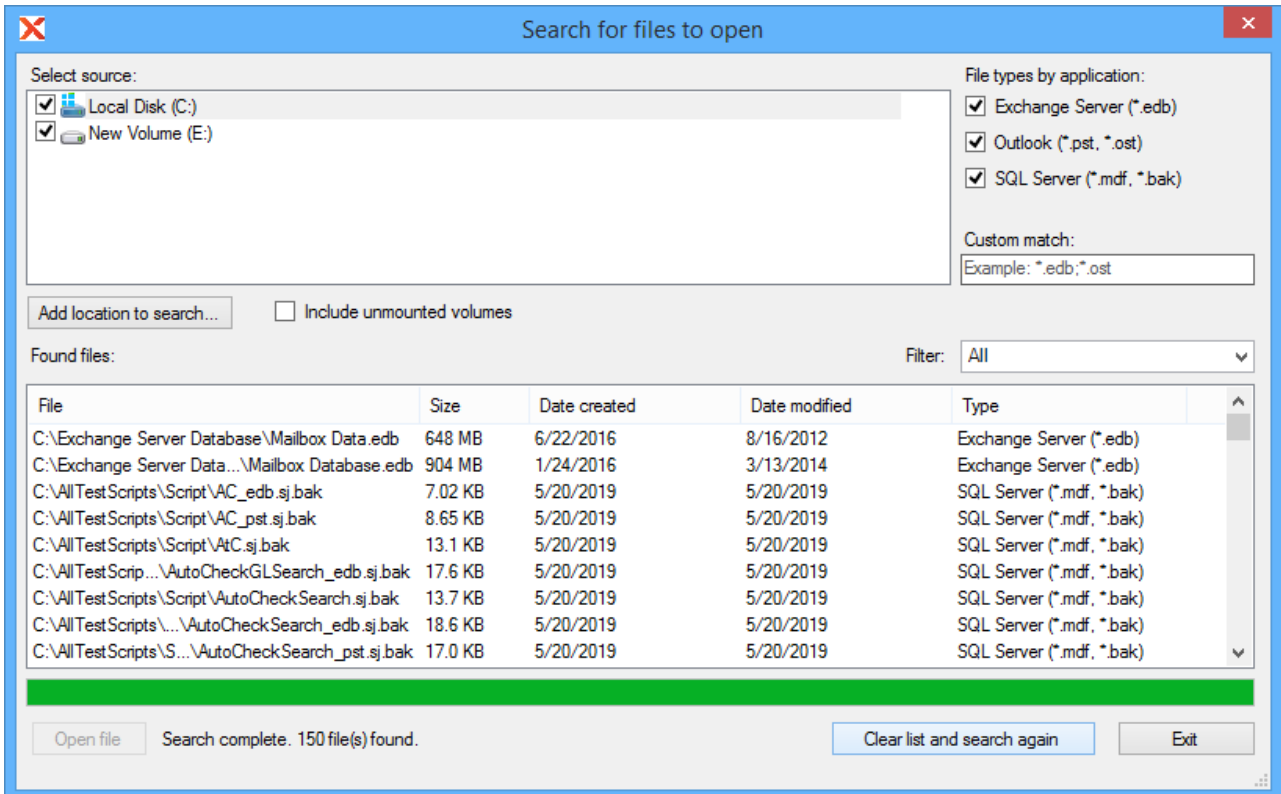 Search for files to open
Select source:
File types by application:
Local Disk (C:)
Exchange Server (*.edb)
New Volume (E:)
Outlook (*.pst, *.ost)
SQL Server (*.mdf, *.bak)
Custom match:
Example: *.edb;*.ost
Add location to search... Include unmounted volumes
Found files: Filter: All
File Size Date created Date modified Type
C:\Exchange Server Database\Mailbox Data.edb 648 MB 6/22/2016 8/16/2012 Exchange Server (*.edb)
C:\Exchange Server Data...\Mailbox Database.edb 904 MB 1/24/2016 3/13/2014 Exchange Server (*.edb)
C:\AllTestScripts\Script\AC_edb.sj.bak 7.02 KB 5/20/2019 5/20/2019 SQL Server (*.mdf, *.bak)
C:\AllTestScripts\Script\AC_pst.sj.bak 8.65 KB 5/20/2019 5/20/2019 SQL Server (*.mdf, *.bak)
C:\AllTestScripts\Script\AtC.sj.bak 13.1 KB 5/20/2019 5/20/2019 SQL Server (*.mdf, *.bak)
C:\AllTestScrip...\AutoCheckGLSearch_edb.sj.bak 17.6 KB 5/20/2019 5/20/2019 SQL Server (*.mdf, *.bak)
C:\AllTestScripts\Script\AutoCheckSearch.sj.bak 13.7 KB 5/20/2019 5/20/2019 SQL Server (*.mdf, *.bak)
C:\AllTestScripts\...\AutoCheckSearch_edb.sj.bak 18.6 KB 5/20/2019 5/20/2019 SQL Server (*.mdf, *.bak)
C:\AllTestScripts\S...\AutoCheckSearch_pst.sj.bak 17.0 KB 5/20/2019 5/20/2019 SQL Server (*.mdf, *.bak)
Open file Search complete. 150 file(s) found. Clear list and search again Exit